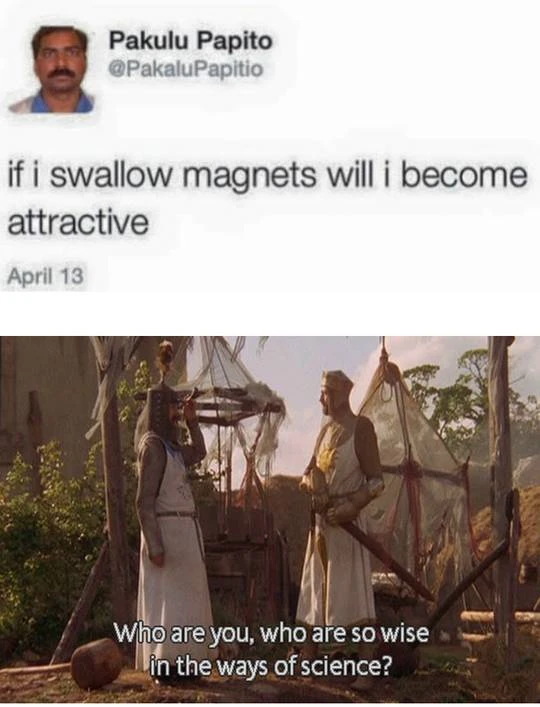 Pakulu Papito
@PakaluPapitio
if i swallow magnets will i become
attractive
April 13
Who are you, who are so wise
in the ways of science?